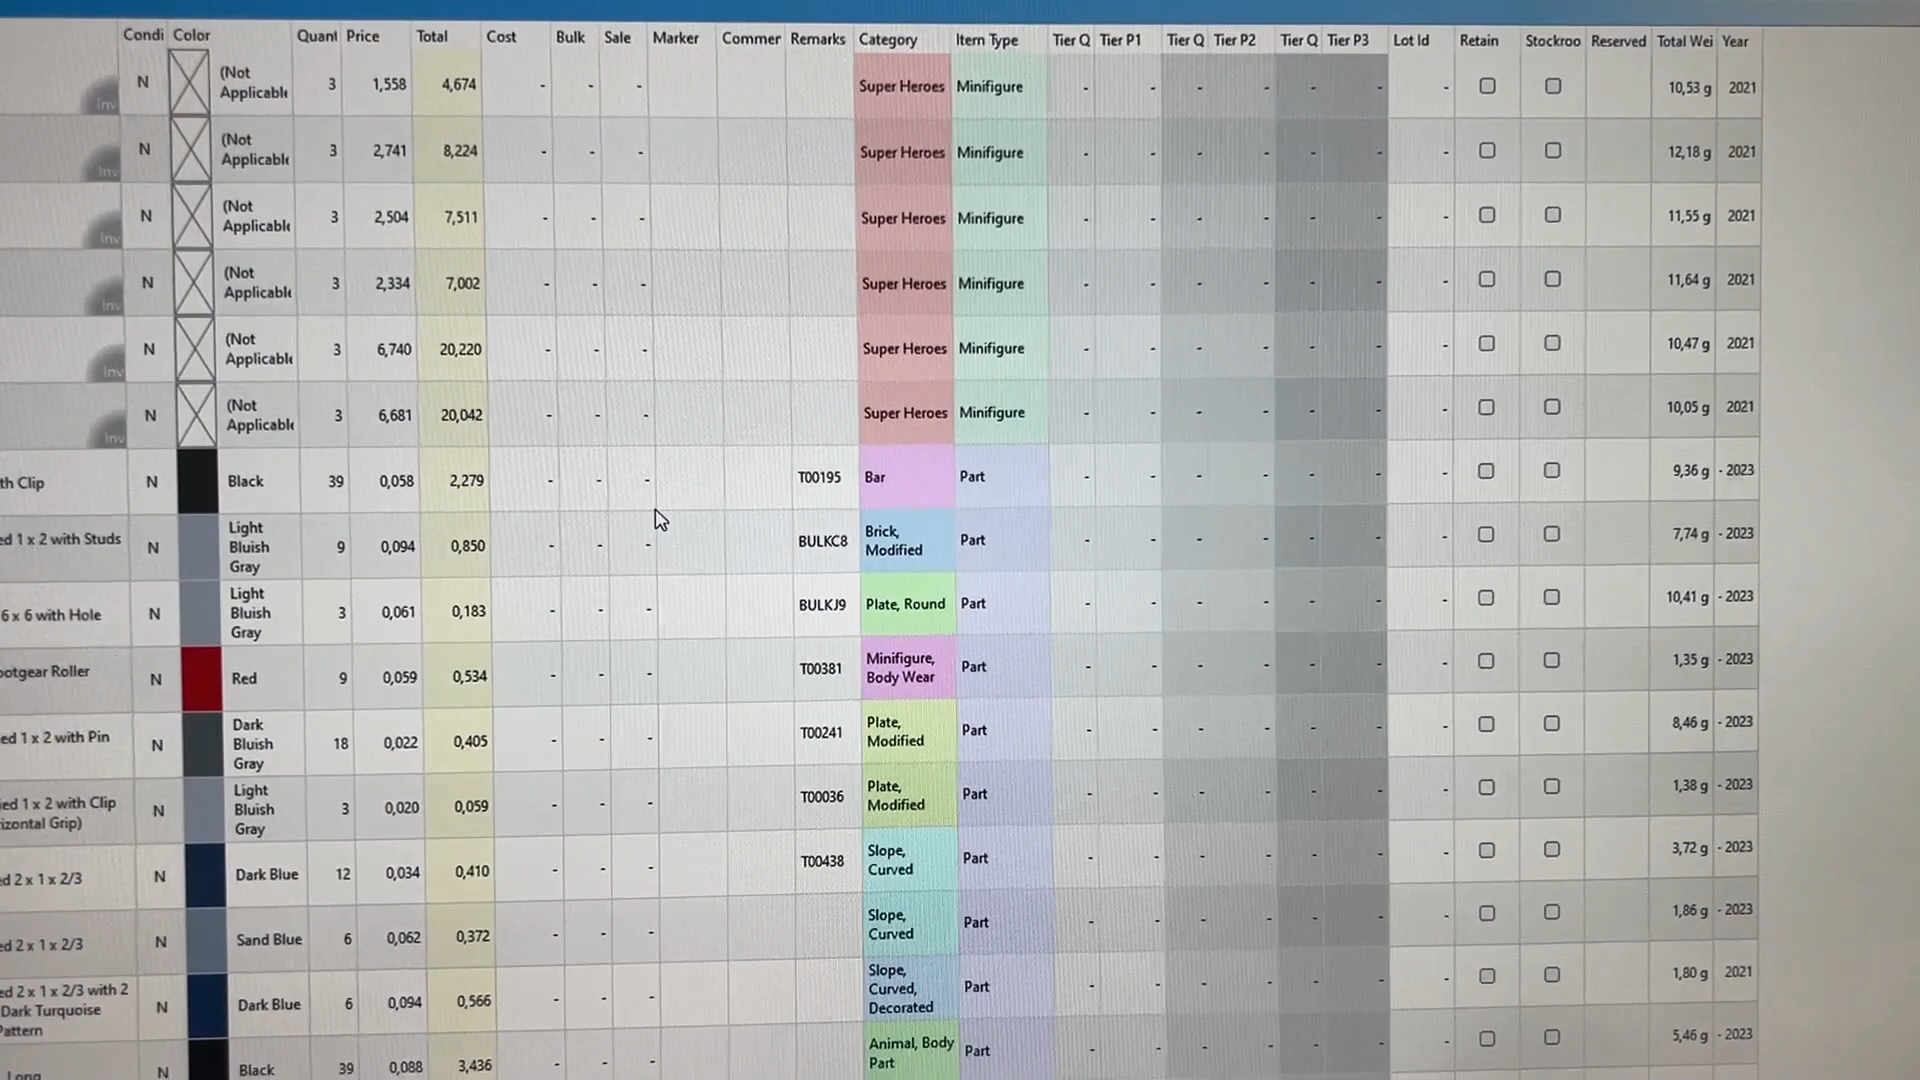 Condi Color Quant Price Total Cost Bulk Sale Marker Commer Remarks Category Item Type Tier Q Tier P1 Tier Q Tier P2 Tier Q Tier P3 Lot Id Retain Stockroo Reserved Total Wei Year
Inv N (Not Applicable 3 1,558 4,674 - - - Super Heroes Minifigure - - - - - - - 10,53 g 2021
Inv N (Not Applicable 3 2,741 8,224 - - - Super Heroes Minifigure - - - - - - - 12,18 g 2021
Inv N (Not Applicable 3 2,504 7,511 - - - Super Heroes Minifigure - - - - - - - 11,55 g 2021
Inv N (Not Applicable 3 2,334 7,002 - - - Super Heroes Minifigure - - - - - - - 11,64 g 2021
Inv N (Not Applicable 3 6,740 20,220 - - - Super Heroes Minifigure - - - - - - - 10,47 g 2021
Inv N (Not Applicable 3 6,681 20,042 - - - Super Heroes Minifigure - - - - - - - 10,05 g 2021
th Clip N Black 39 0,058 2,279 - - - T00195 Bar Part - - - - - - - 9,36 g - 2023
ed 1 x 2 with Studs N Light Bluish Gray 9 0,094 0,850 - - - BULKC8 Brick, Modified Part - - - - - - - 7,74 g - 2023
6 x 6 with Hole N Light Bluish Gray 3 0,061 0,183 - - - BULKJ9 Plate, Round Part - - - - - - - 10,41 g - 2023
ootgear Roller N Red 9 0,059 0,534 - - - T00381 Minifigure, Body Wear Part - - - - - - - 1,35 g - 2023
ed 1 x 2 with Pin N Dark Bluish Gray 18 0,022 0,405 - - - T00241 Plate, Modified Part - - - - - - - 8,46 g - 2023
ied 1 x 2 with Clip izontal Grip) N Light Bluish Gray 3 0,020 0,059 - - - T00036 Plate, Modified Part - - - - - - - 1,38 g - 2023
ed 2 x 1 x 2/3 N Dark Blue 12 0,034 0,410 - - - T00438 Slope, Curved Part - - - - - - - 3,72 g - 2023
ed 2 x 1 x 2/3 N Sand Blue 6 0,062 0,372 - - - Slope, Curved Part - - - - - - - 1,86 g - 2023
ed 2 x 1 x 2/3 with 2 Dark Turquoise Pattern N Dark Blue 6 0,094 0,566 - - - Slope, Curved, Decorated Part - - - - - - - 1,80 g 2021
Long N Black 39 0,088 3,436 - - - Animal, Body Part Part - - - - - - - 5,46 g - 2023